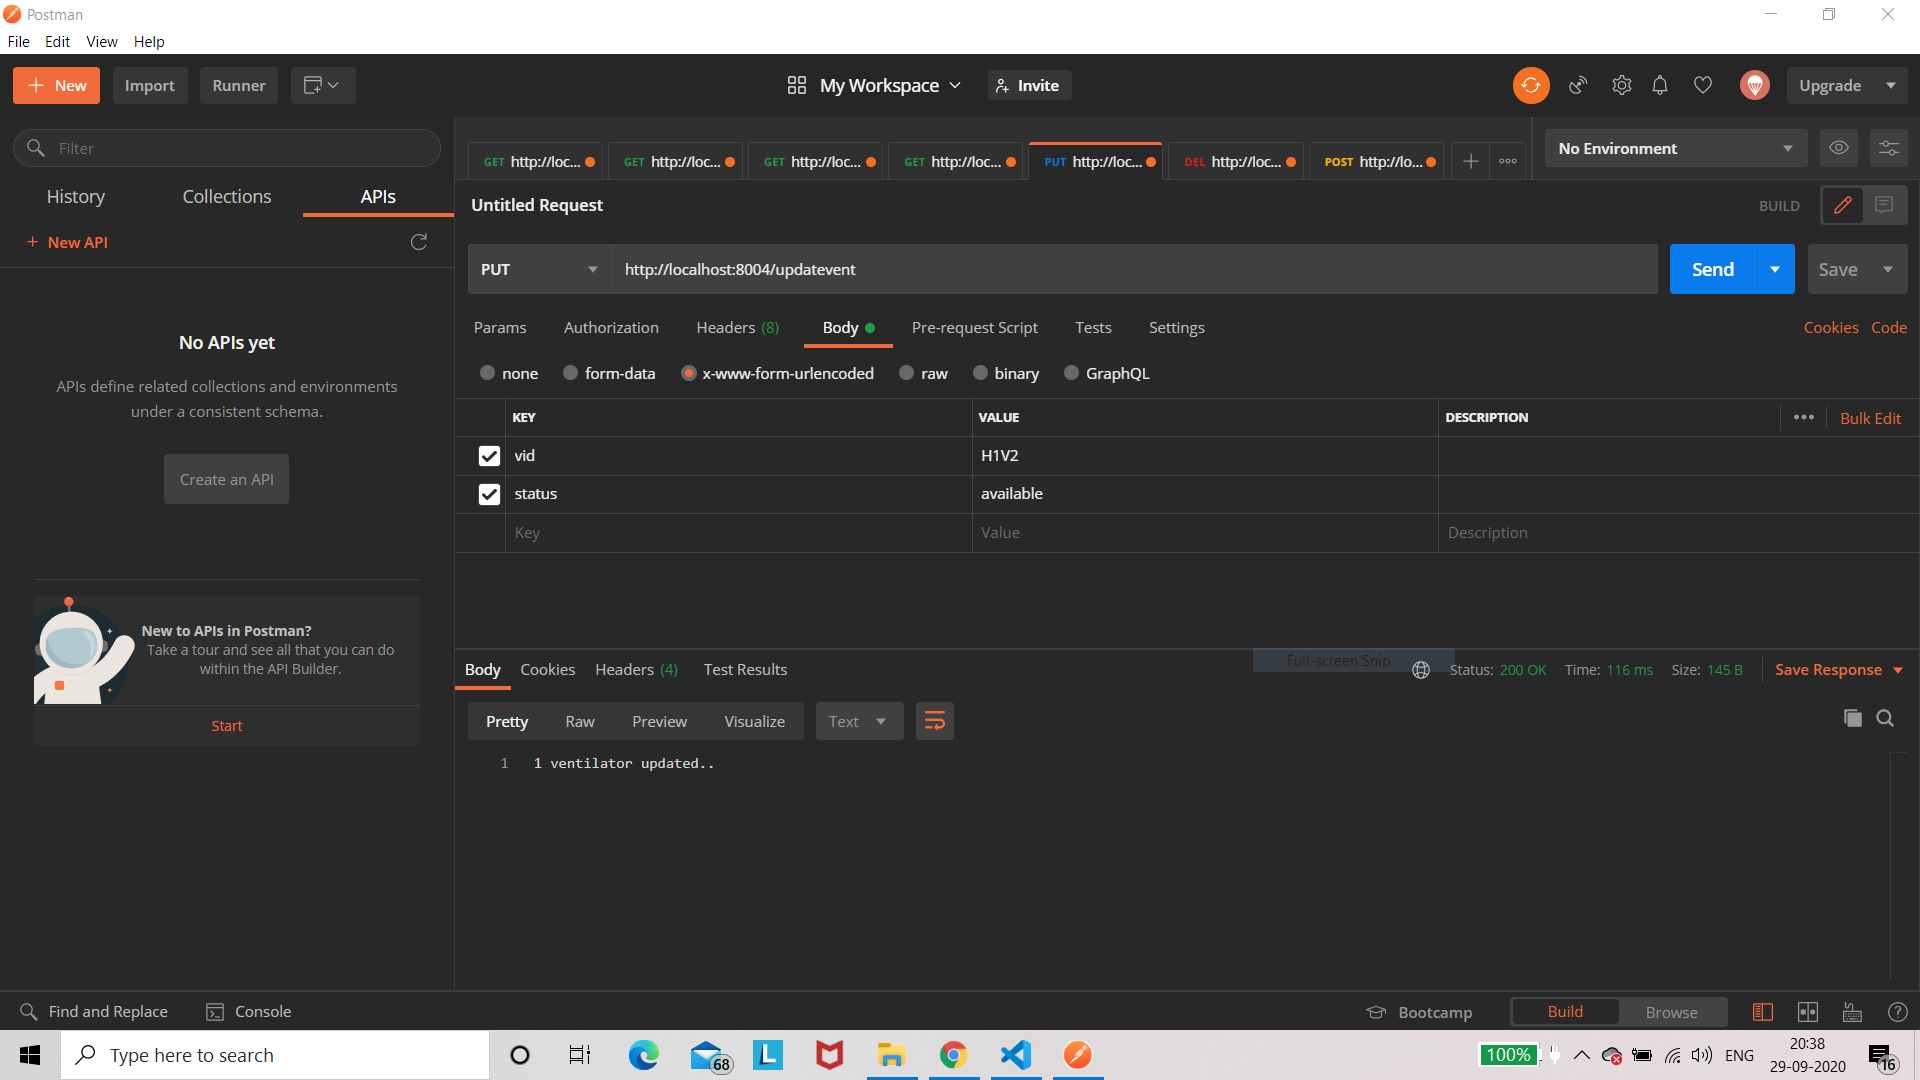 Postman
File Edit View Help
New Import Runner My Workspace Invite Upgrade
Filter
History Collections APIs
New API
No APIs yet
APIs define related collections and environments
under a consistent schema.
Create an API
New to APIs in Postman?
Take a tour and see all that you can do
within the API Builder.
Start
GET http://loc... GET http://loc... GET http://loc... GET http://loc... PUT http://loc... DEL http://loc... POST http://lo... No Environment
Untitled Request BUILD
PUT http://localhost:8004/updatevent Send Save
Params Authorization Headers (8) Body Pre-request Script Tests Settings Cookies Code
none form-data x-www-form-urlencoded raw binary GraphQL
KEY VALUE DESCRIPTION Bulk Edit
vid H1V2
status available
Key Value Description
Full-screen Snip
Body Cookies Headers (4) Test Results Status: 200 OK Time: 116 ms Size: 145 B Save Response
Pretty Raw Preview Visualize Text
1 1 ventilator updated..
Find and Replace Console Bootcamp Build Browse
Type here to search 68 L 100% ENG 20:38
29-09-2020 16